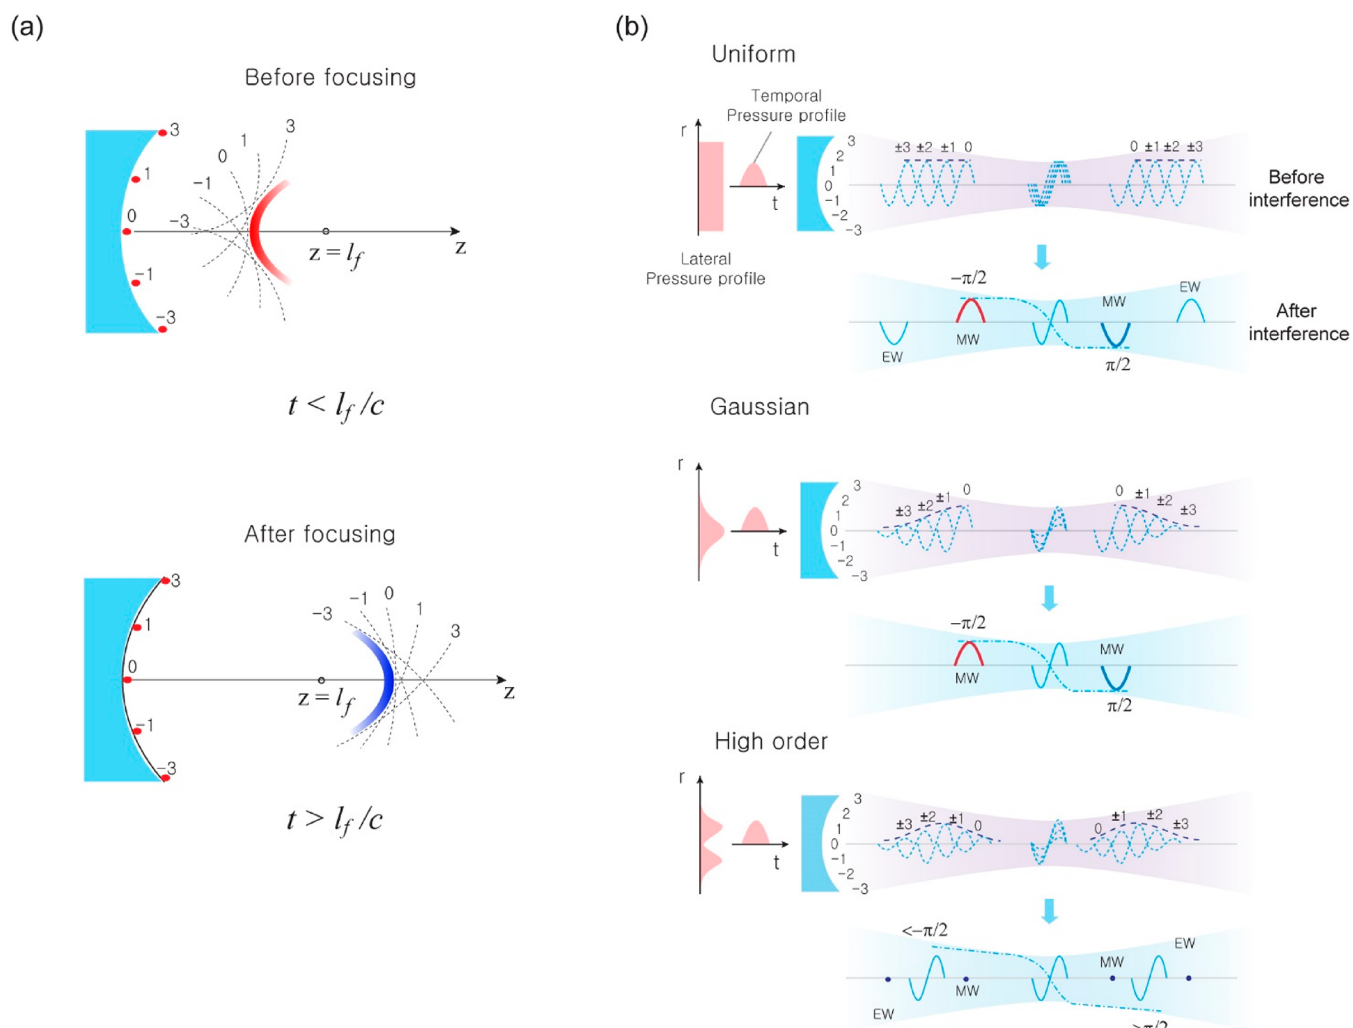 (a)
Before focusing
3
1
0
-1
-3
3
1
0
−1
−3
z = lf
z
t < lf /c
After focusing
3
1
0
-1
-3
−3
−1
0
1
3
z = lf
z
t > lf /c
(b)
Uniform
Temporal
Pressure profile
r
t
Lateral
Pressure profile
3
2
1
0
-1
-2
-3
±3 ±2 ±1 0
0 ±1 ±2 ±3
Before
interference
−π/2
EW
MW
MW
EW
π/2
After
interference
Gaussian
r
t
3
2
1
0
-1
-2
-3
±3 ±2 ±1 0
0 ±1 ±2 ±3
−π/2
MW
MW
π/2
High order
r
t
3
2
1
0
-1
-2
-3
±3 ±2 ±1 0
0 ±1 ±2 ±3
<−π/2
EW
MW
MW
EW
>π/2